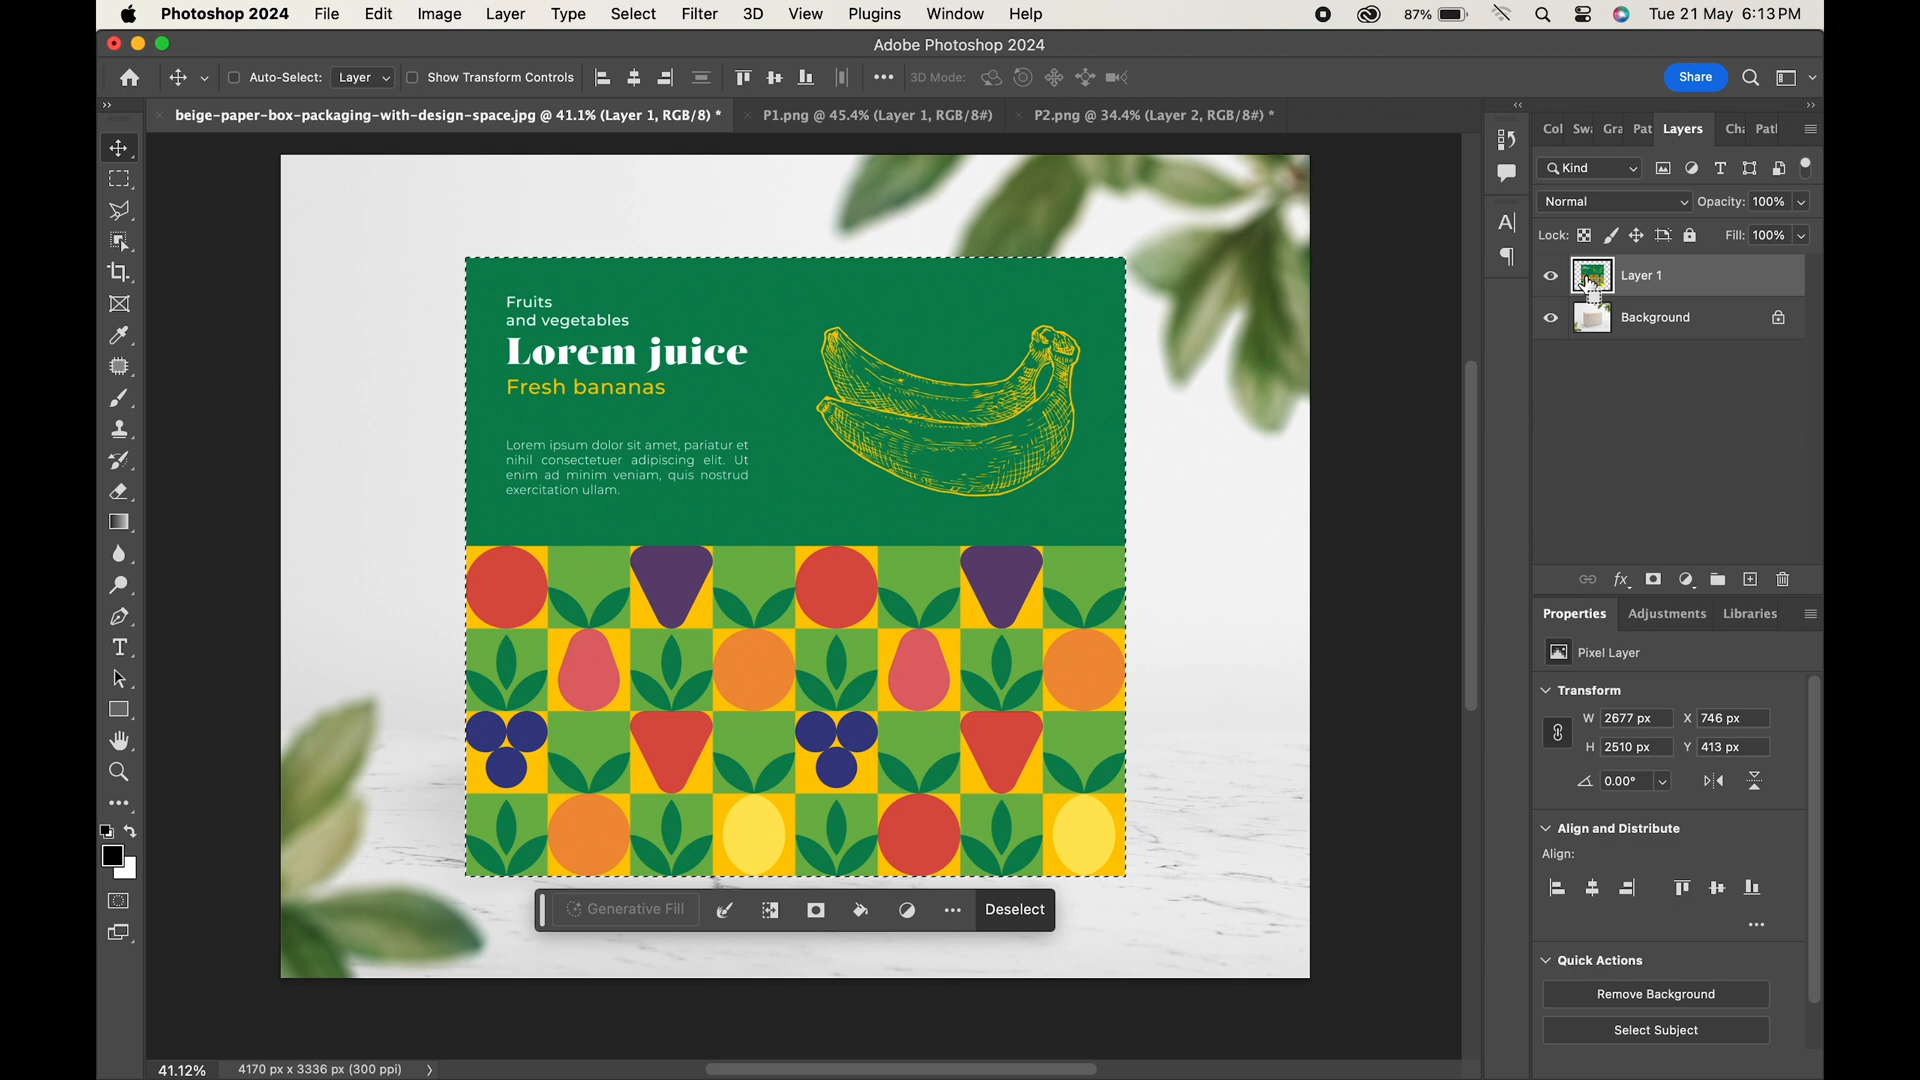 Photoshop 2024 File Edit Image Layer Type Select Filter 3D View Plugins Window Help 87% Tue 21 May 6:13 PM
Adobe Photoshop 2024
Auto-Select: Layer Show Transform Controls 3D Mode: Share
beige-paper-box-packaging-with-design-space.jpg @ 41.1% (Layer 1, RGB/8) * P1.png @ 45.4% (Layer 1, RGB/8#) P2.png @ 34.4% (Layer 2, RGB/8#) *
Col Swa Gra Pat Layers Cha Patl
Kind
Normal Opacity: 100%
Lock: Fill: 100%
Layer 1
Background
Fruits
and vegetables
Lorem juice
Fresh bananas
Lorem ipsum dolor sit amet, pariatur et
nihil consectetuer adipiscing elit. Ut
enim ad minim veniam, quis nostrud
exercitation ullam.
Generative Fill Deselect
Properties Adjustments Libraries
Pixel Layer
Transform
W 2677 px X 746 px
H 2510 px Y 413 px
0.00°
Align and Distribute
Align:
Quick Actions
Remove Background
Select Subject
41.12% 4170 px x 3336 px (300 ppi)